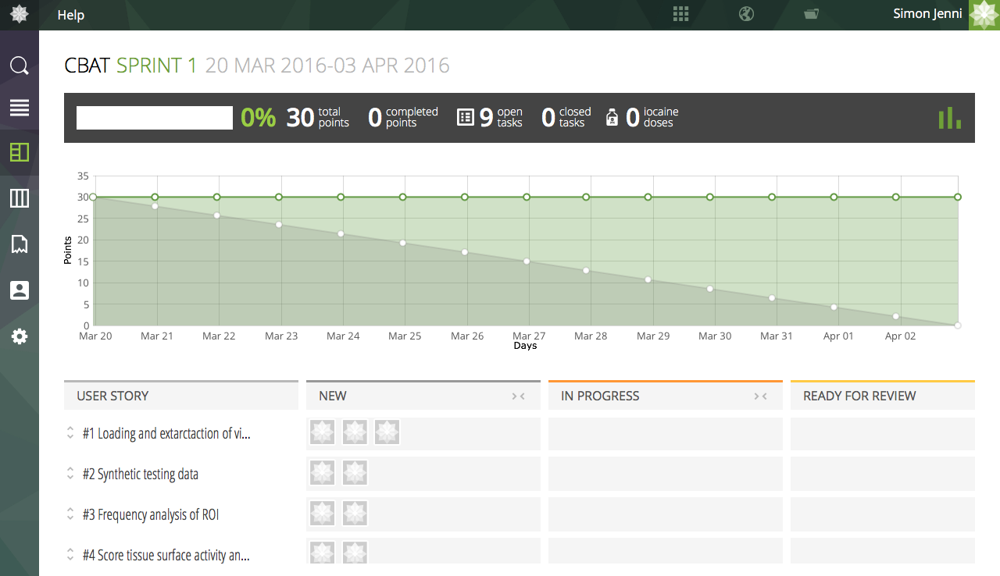 Help
Simon Jenni
CBAT SPRINT 1 20 MAR 2016-03 APR 2016
0% 30 total points 0 completed points 9 open tasks 0 closed tasks 0 iocaine doses
35
30
25
20
15
10
5
0
Points
Mar 20 Mar 21 Mar 22 Mar 23 Mar 24 Mar 25 Mar 26 Mar 27 Mar 28 Mar 29 Mar 30 Mar 31 Apr 01 Apr 02
Days
USER STORY NEW IN PROGRESS READY FOR REVIEW
#1 Loading and extarctaction of vi...
#2 Synthetic testing data
#3 Frequency analysis of ROI
#4 Score tissue surface activity an...